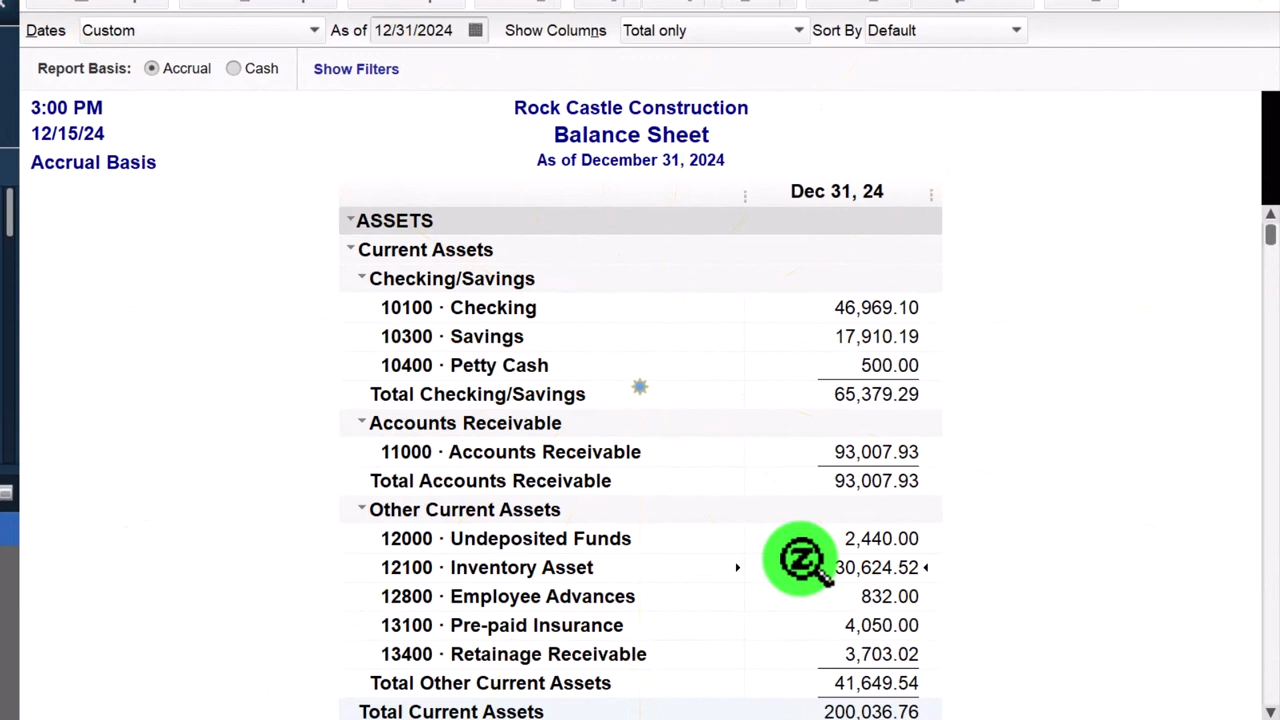 Dates Custom As of 12/31/2024 Show Columns Total only Sort By Default
Report Basis: Accrual Cash Show Filters
3:00 PM Rock Castle Construction
12/15/24 Balance Sheet
Accrual Basis As of December 31, 2024
Dec 31, 24
ASSETS
Current Assets
Checking/Savings
10100 · Checking 46,969.10
10300 · Savings 17,910.19
10400 · Petty Cash 500.00
Total Checking/Savings 65,379.29
Accounts Receivable
11000 · Accounts Receivable 93,007.93
Total Accounts Receivable 93,007.93
Other Current Assets
12000 · Undeposited Funds 2,440.00
12100 · Inventory Asset 30,624.52
12800 · Employee Advances 832.00
13100 · Pre-paid Insurance 4,050.00
13400 · Retainage Receivable 3,703.02
Total Other Current Assets 41,649.54
Total Current Assets 200,036.76